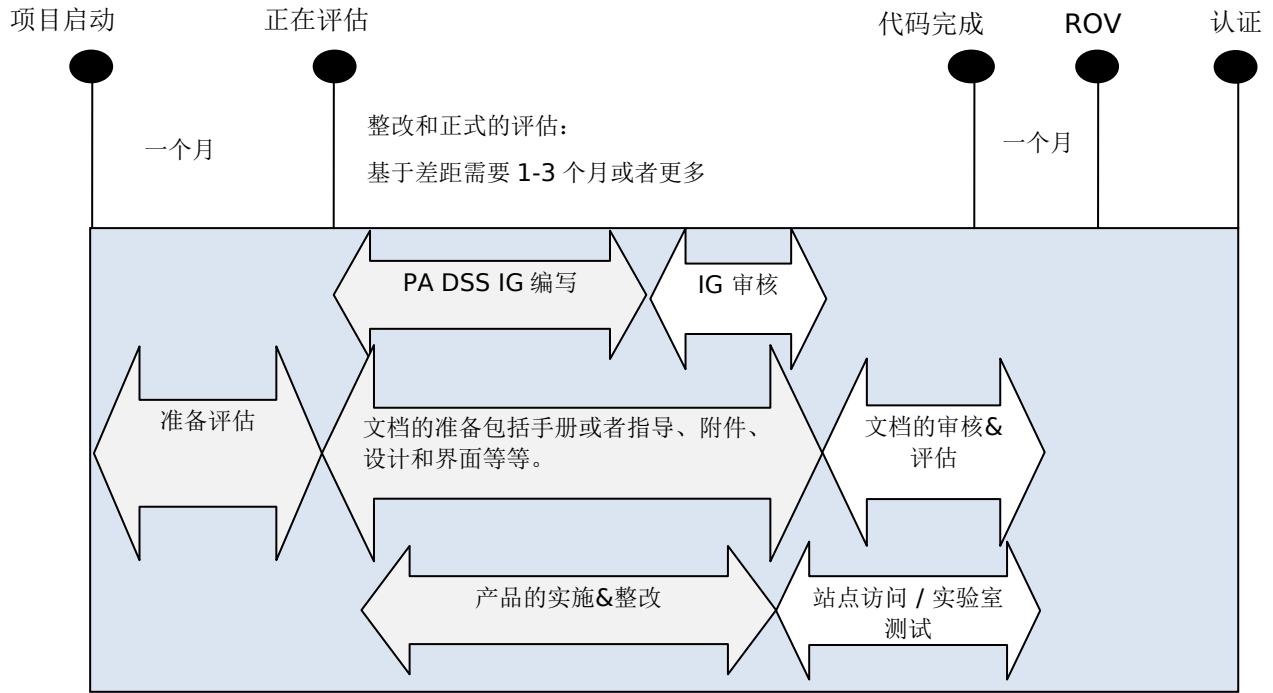 项目启动
正在评估
代码完成
ROV
认证
一个月
整改和正式的评估：
基于差距需要 1-3 个月或者更多
一个月
PA DSS IG 编写
IG 审核
准备评估
文档的准备包括手册或者指导、附件、
设计和界面等等。
文档的审核&
评估
产品的实施&整改
站点访问 / 实验室
测试